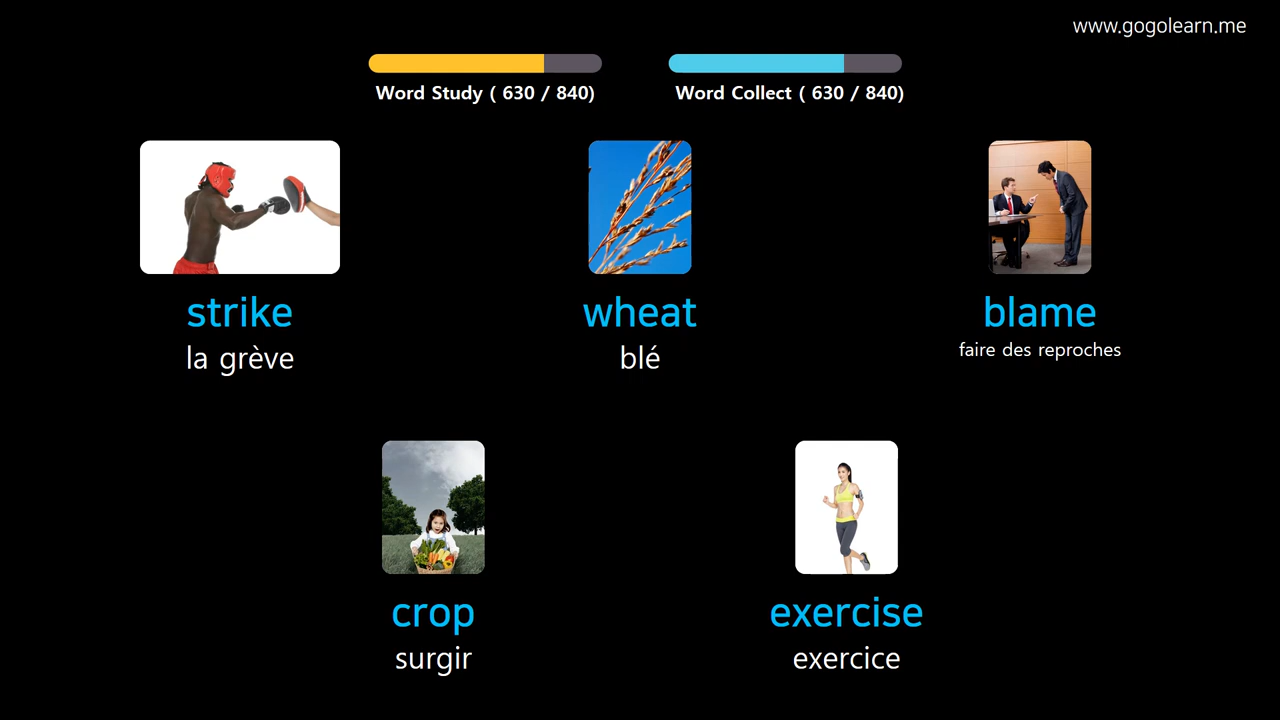 www.gogolearn.me
Word Study ( 630 / 840)
Word Collect ( 630 / 840)
strike
la grève
wheat
blé
blame
faire des reproches
crop
surgir
exercise
exercice